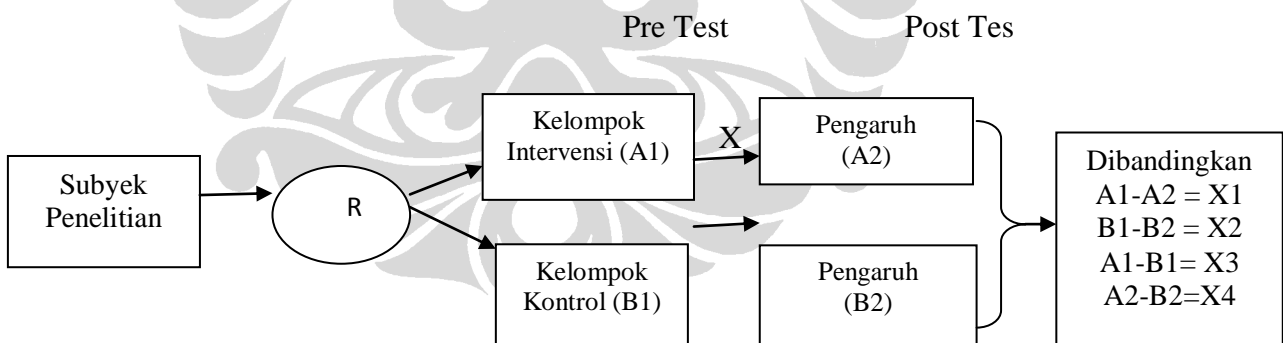 Pre Test
Post Tes
Subyek
Penelitian
R
Kelompok
Intervensi (A1)
X
Pengaruh
(A2)
Kelompok
Kontrol (B1)
Pengaruh
(B2)
Dibandingkan
A1-A2 = X1
B1-B2 = X2
A1-B1= X3
A2-B2=X4